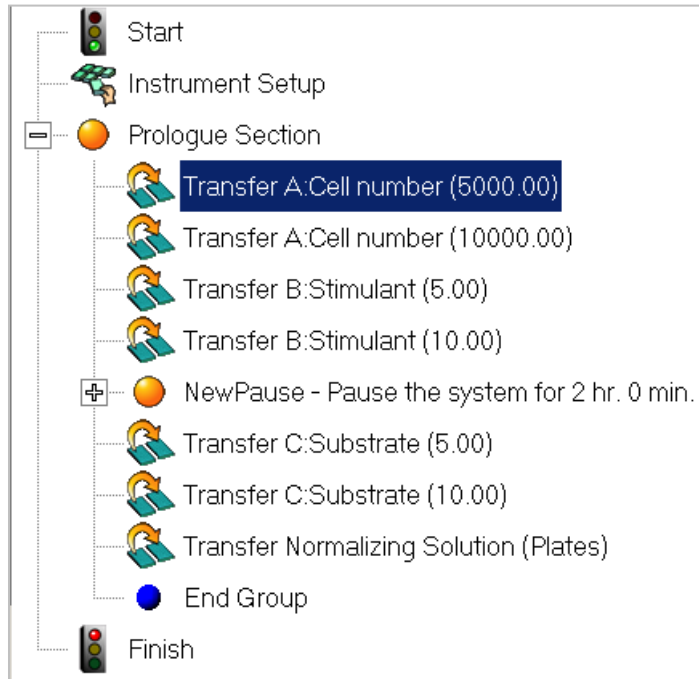 Start
Instrument Setup
Prologue Section
Transfer A:Cell number (5000.00)
Transfer A:Cell number (10000.00)
Transfer B:Stimulant (5.00)
Transfer B:Stimulant (10.00)
NewPause - Pause the system for 2 hr. 0 min.
Transfer C:Substrate (5.00)
Transfer C:Substrate (10.00)
Transfer Normalizing Solution (Plates)
End Group
Finish